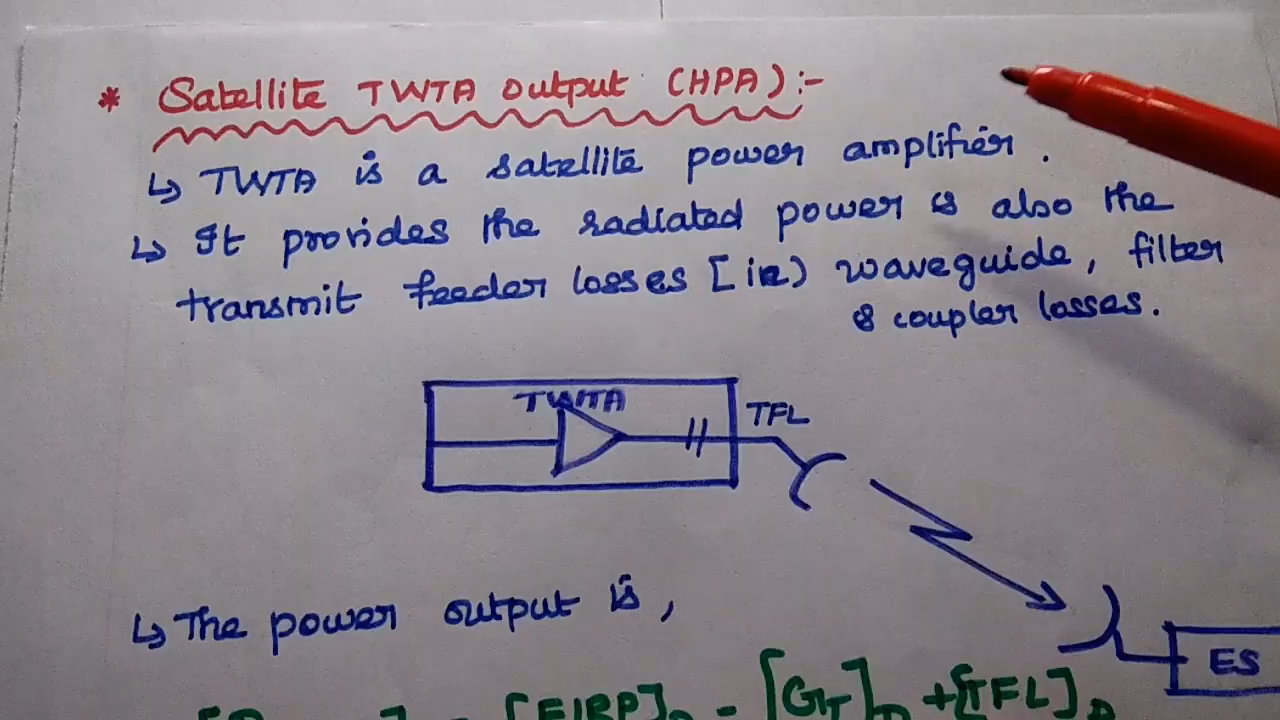 * Satellite TWTA Output (HPA):-
↳ TWTA is a satellite power amplifier.
↳ It provides the radiated power & also the
transmit feeder losses [ie) waveguide, filter
& coupler losses.
TWTA
TFL
↳ The power output is,
ES
[EIRP]D - [GT]D + [TFL]D